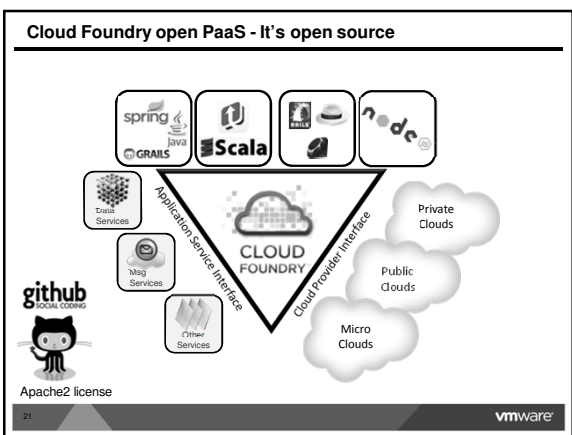 Cloud Foundry open PaaS - It's open source
spring
Java
GRAILS
Scala
RAILS
node
JS
Data
Services
Msg
Services
Other
Services
Application Service Interface
CLOUD
FOUNDRY
Cloud Provider Interface
Private
Clouds
Public
Clouds
Micro
Clouds
github
SOCIAL CODING
Apache2 license
21
vmware